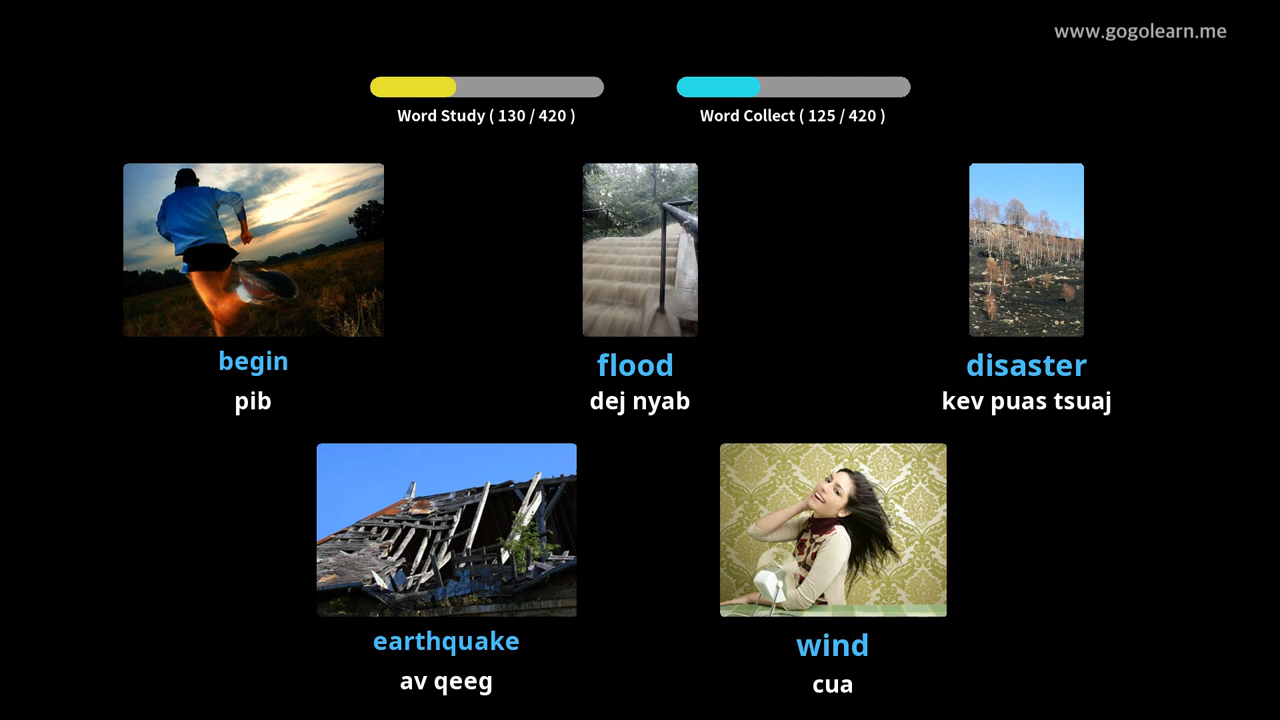 www.gogolearn.me
Word Study ( 130 / 420 )
Word Collect ( 125 / 420 )
begin
pib
flood
dej nyab
disaster
kev puas tsuaj
earthquake
av qeeg
wind
cua